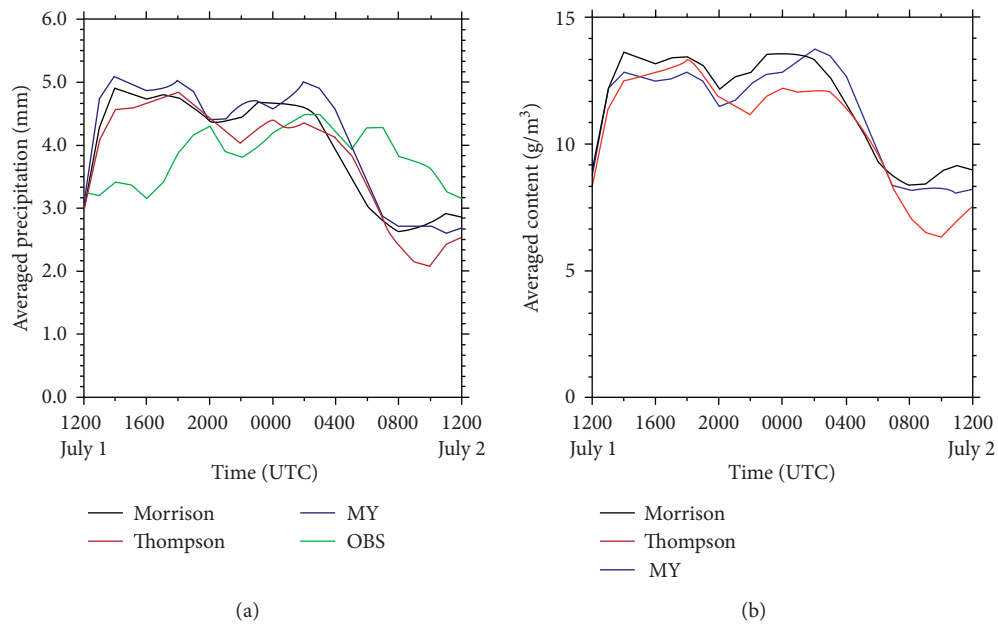 6.0
5.0
4.0
3.0
2.0
1.0
0.0
Averaged precipitation (mm)
1200 1600 2000 0000 0400 0800 1200
July 1 July 2
Time (UTC)
Morrison MY
Thompson OBS
(a)
15
10
5
0
Averaged content (g/m³)
1200 1600 2000 0000 0400 0800 1200
July 1 July 2
Time (UTC)
Morrison
Thompson
MY
(b)